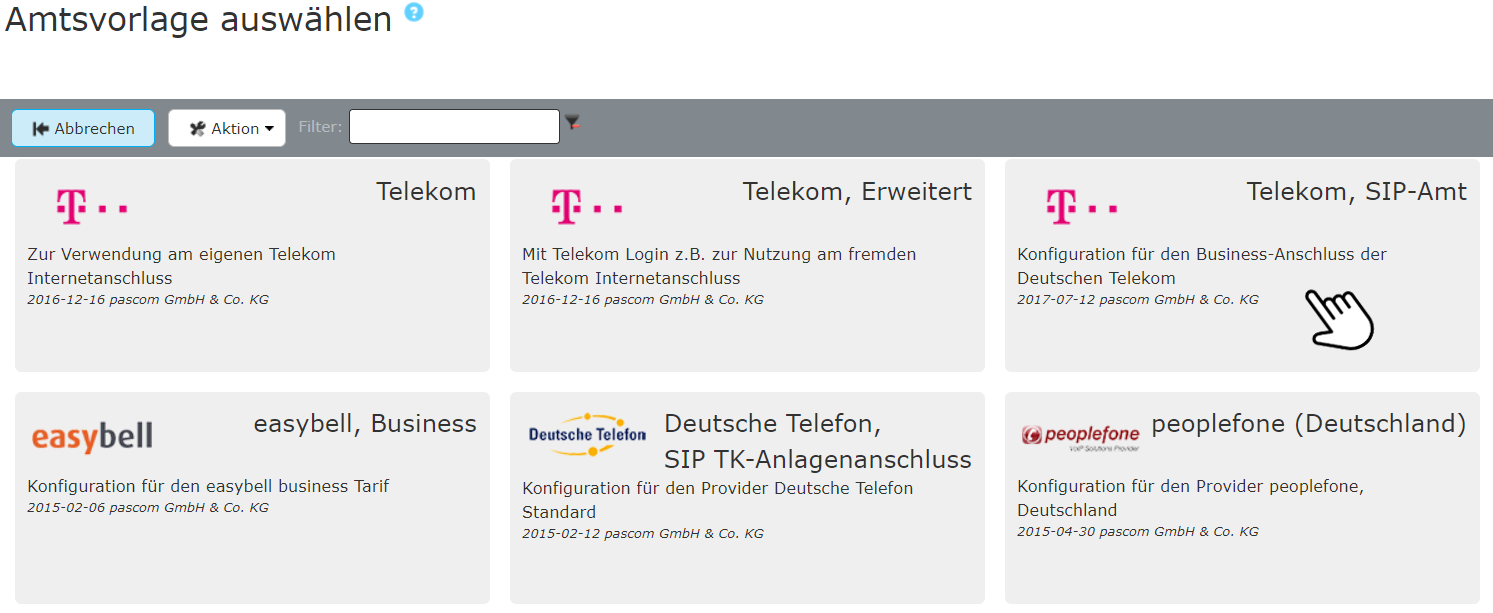 Amtsvorlage auswählen ?
Abbrechen
Aktion
Filter:
T··
Telekom
Zur Verwendung am eigenen Telekom
Internetanschluss
2016-12-16 pascom GmbH & Co. KG
T··
Telekom, Erweitert
Mit Telekom Login z.B. zur Nutzung am fremden
Telekom Internetanschluss
2016-12-16 pascom GmbH & Co. KG
T··
Telekom, SIP-Amt
Konfiguration für den Business-Anschluss der
Deutschen Telekom
2017-07-12 pascom GmbH & Co. KG
easybell
easybell, Business
Konfiguration für den easybell business Tarif
2015-02-06 pascom GmbH & Co. KG
Deutsche Telefon
Deutsche Telefon,
SIP TK-Anlagenanschluss
Konfiguration für den Provider Deutsche Telefon
Standard
2015-02-12 pascom GmbH & Co. KG
peoplefone
VoIP Solutions Provider
peoplefone (Deutschland)
Konfiguration für den Provider peoplefone,
Deutschland
2015-04-30 pascom GmbH & Co. KG